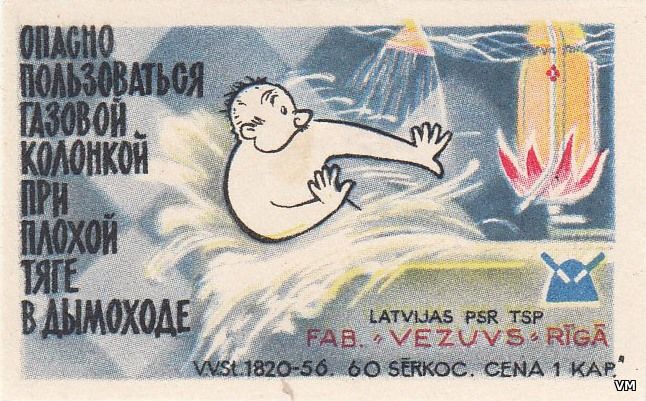 ОПАСНО
ПОЛЬЗОВАТЬСЯ
ГАЗОВОЙ
КОЛОНКОЙ
ПРИ
ПЛОХОЙ
ТЯГЕ
В ДЫМОХОДЕ
LATVIJAS PSR TSP
FAB. "VEZUVS" RĪGĀ
VVSt. 1820-56. 60 SĒRKOC. CENA 1 KAP.
VM